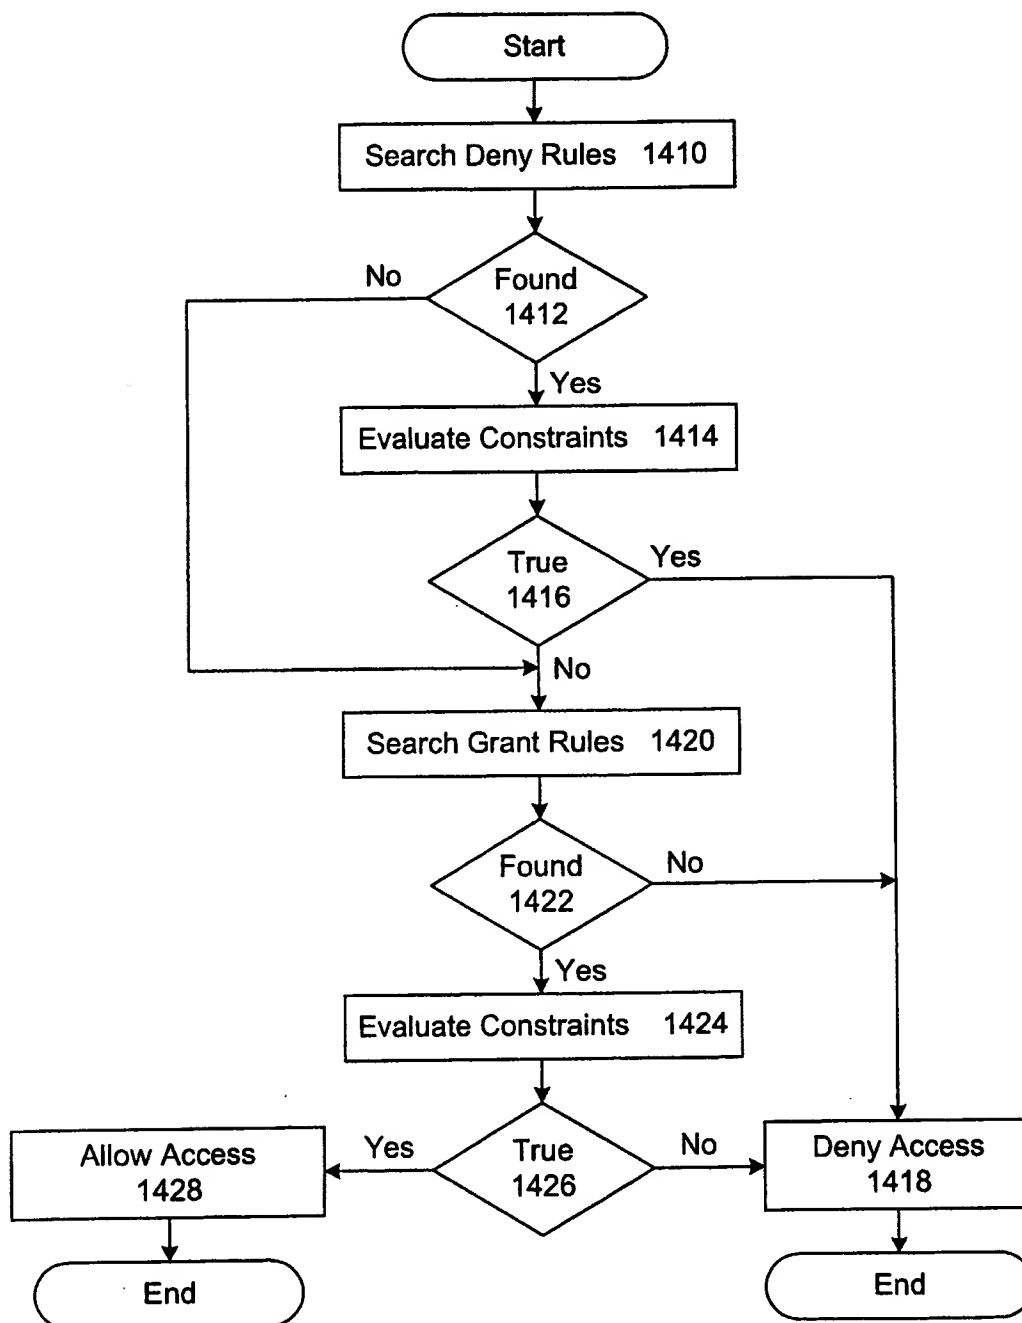 Start
Search Deny Rules 1410
No
Found
1412
Yes
Evaluate Constraints 1414
True
1416
Yes
No
Search Grant Rules 1420
Found
1422
No
Yes
Evaluate Constraints 1424
Allow Access
1428
Yes
True
1426
No
Deny Access
1418
End
End